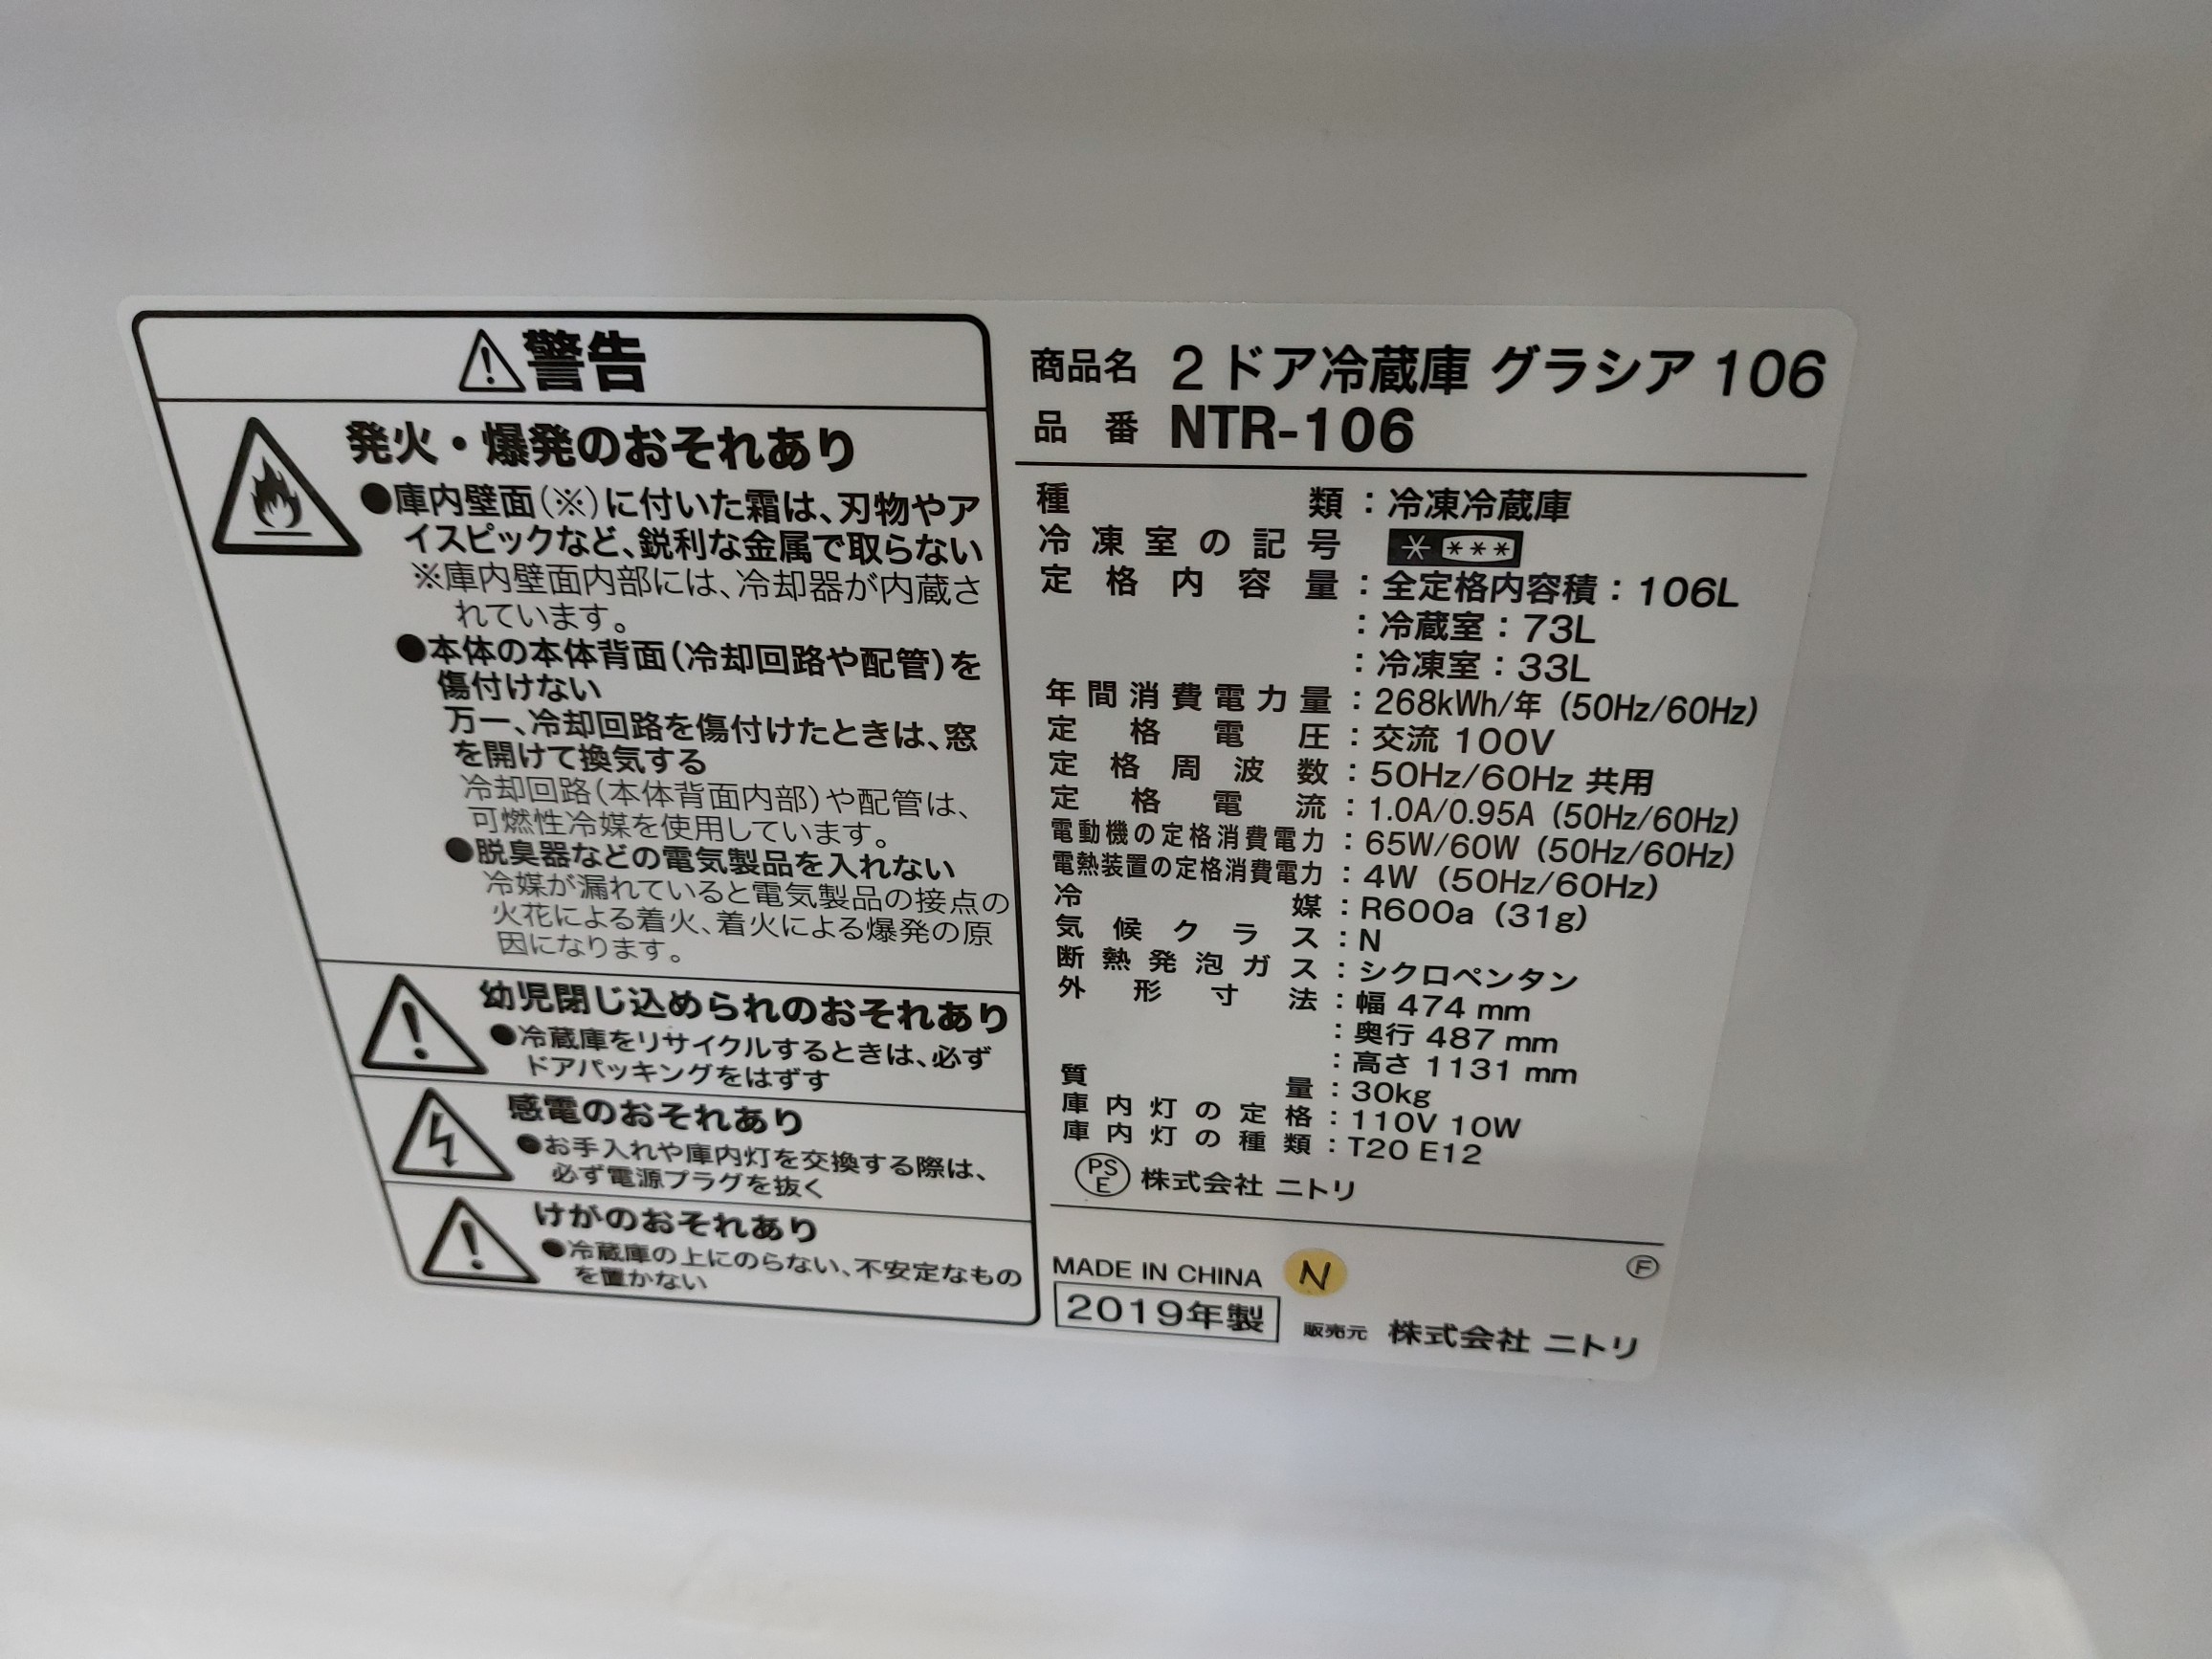 警告
発火・爆発のおそれあり
●庫内壁面(※)に付いた霜は、刃物やア
イスピックなど、鋭利な金属で取らない
※庫内壁面内部には、冷却器が内蔵さ
れています。
●本体の本体背面(冷却回路や配管)を
傷付けない
万一、冷却回路を傷付けたときは、窓
を開けて換気する
冷却回路(本体背面内部)や配管は、
可燃性冷媒を使用しています。
●脱臭器などの電気製品を入れない
冷媒が漏れていると電気製品の接点の
火花による着火、着火による爆発の原
因になります。
幼児閉じ込められのおそれあり
●冷蔵庫をリサイクルするときは、必ず
ドアパッキングをはずす
感電のおそれあり
●お手入れや庫内灯を交換する際は、
必ず電源プラグを抜く
けがのおそれあり
●冷蔵庫の上にのらない、不安定なもの
を置かない
商品名 2ドア冷蔵庫 グラシア 106
品番 NTR-106
種類：冷凍冷蔵庫
冷凍室の記号 * ***
定格内容量：全定格内容積：106L
：冷蔵室：73L
：冷凍室：33L
年間消費電力量：268kWh/年 (50Hz/60Hz)
定格電圧：交流 100V
定格周波数：50Hz/60Hz 共用
定格電流：1.0A/0.95A (50Hz/60Hz)
電動機の定格消費電力：65W/60W (50Hz/60Hz)
電熱装置の定格消費電力：4W (50Hz/60Hz)
冷媒：R600a (31g)
気候クラス：N
断熱発泡ガス：シクロペンタン
外形寸法：幅 474 mm
：奥行 487 mm
：高さ 1131 mm
質量：30kg
庫内灯の定格：110V 10W
庫内灯の種類：T20 E12
PSE 株式会社 ニトリ
MADE IN CHINA N Ⓕ
2019年製 販売元 株式会社 ニトリ